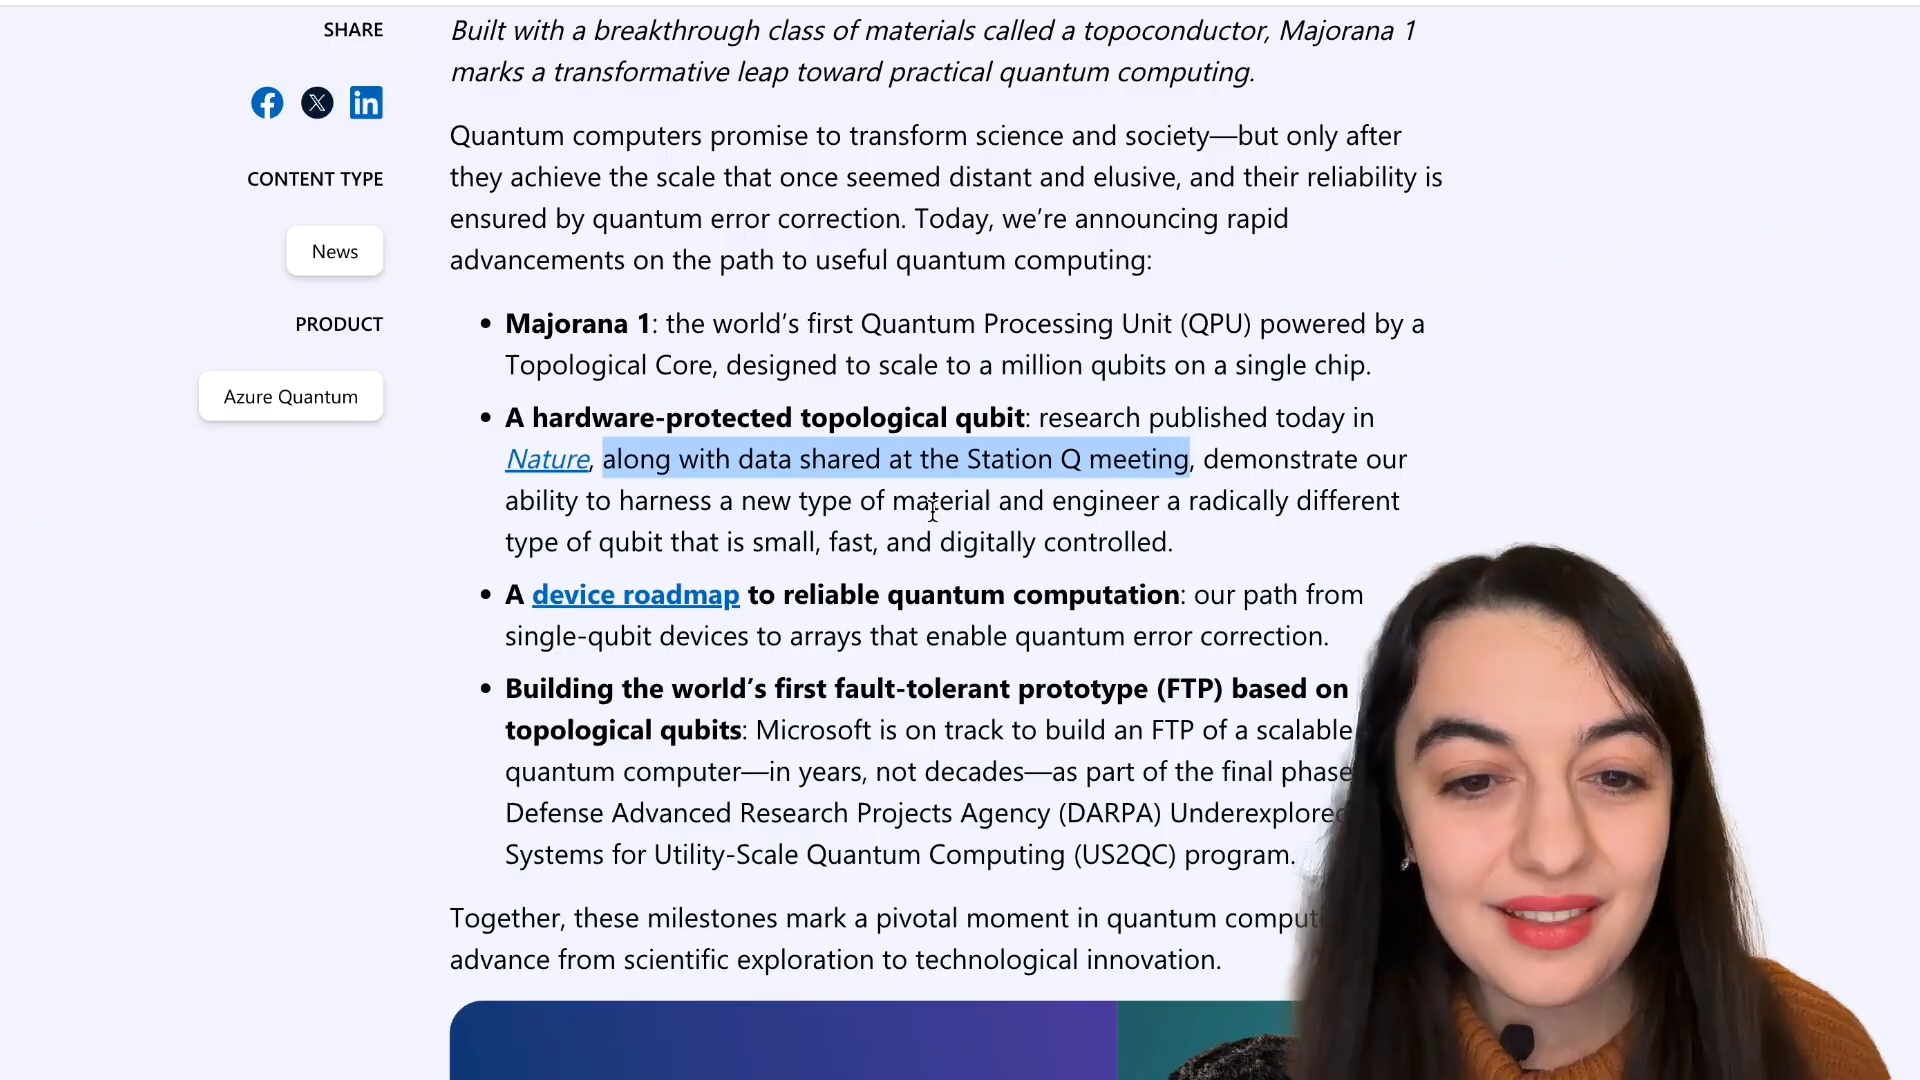 SHARE
CONTENT TYPE
News
PRODUCT
Azure Quantum
Built with a breakthrough class of materials called a topoconductor, Majorana 1
marks a transformative leap toward practical quantum computing.
Quantum computers promise to transform science and society—but only after
they achieve the scale that once seemed distant and elusive, and their reliability is
ensured by quantum error correction. Today, we’re announcing rapid
advancements on the path to useful quantum computing:
• Majorana 1: the world’s first Quantum Processing Unit (QPU) powered by a
Topological Core, designed to scale to a million qubits on a single chip.
• A hardware-protected topological qubit: research published today in
Nature, along with data shared at the Station Q meeting, demonstrate our
ability to harness a new type of material and engineer a radically different
type of qubit that is small, fast, and digitally controlled.
• A device roadmap to reliable quantum computation: our path from
single-qubit devices to arrays that enable quantum error correction.
• Building the world’s first fault-tolerant prototype (FTP) based on
topological qubits: Microsoft is on track to build an FTP of a scalable
quantum computer—in years, not decades—as part of the final phase
Defense Advanced Research Projects Agency (DARPA) Underexplored
Systems for Utility-Scale Quantum Computing (US2QC) program.
Together, these milestones mark a pivotal moment in quantum
advance from scientific exploration to technological innovation.